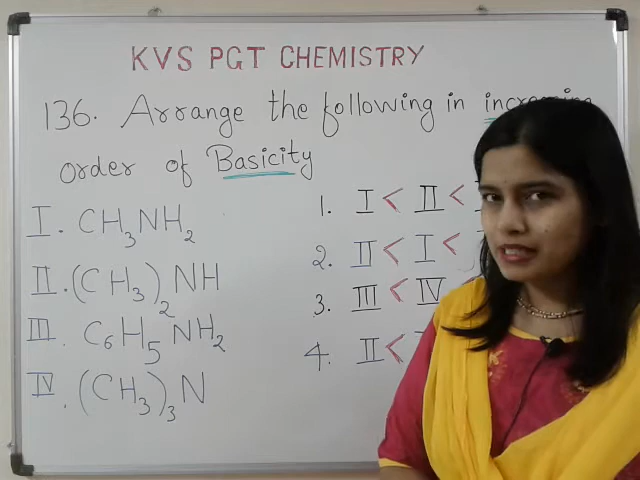 KVS PGT CHEMISTRY
136. Arrange the following in increasing
order of Basicity
I. CH₃NH₂
II. (CH₃)₂NH
III. C₆H₅NH₂
IV. (CH₃)₃N
1. I < II <
2. II < I <
3. III < IV
4. II <